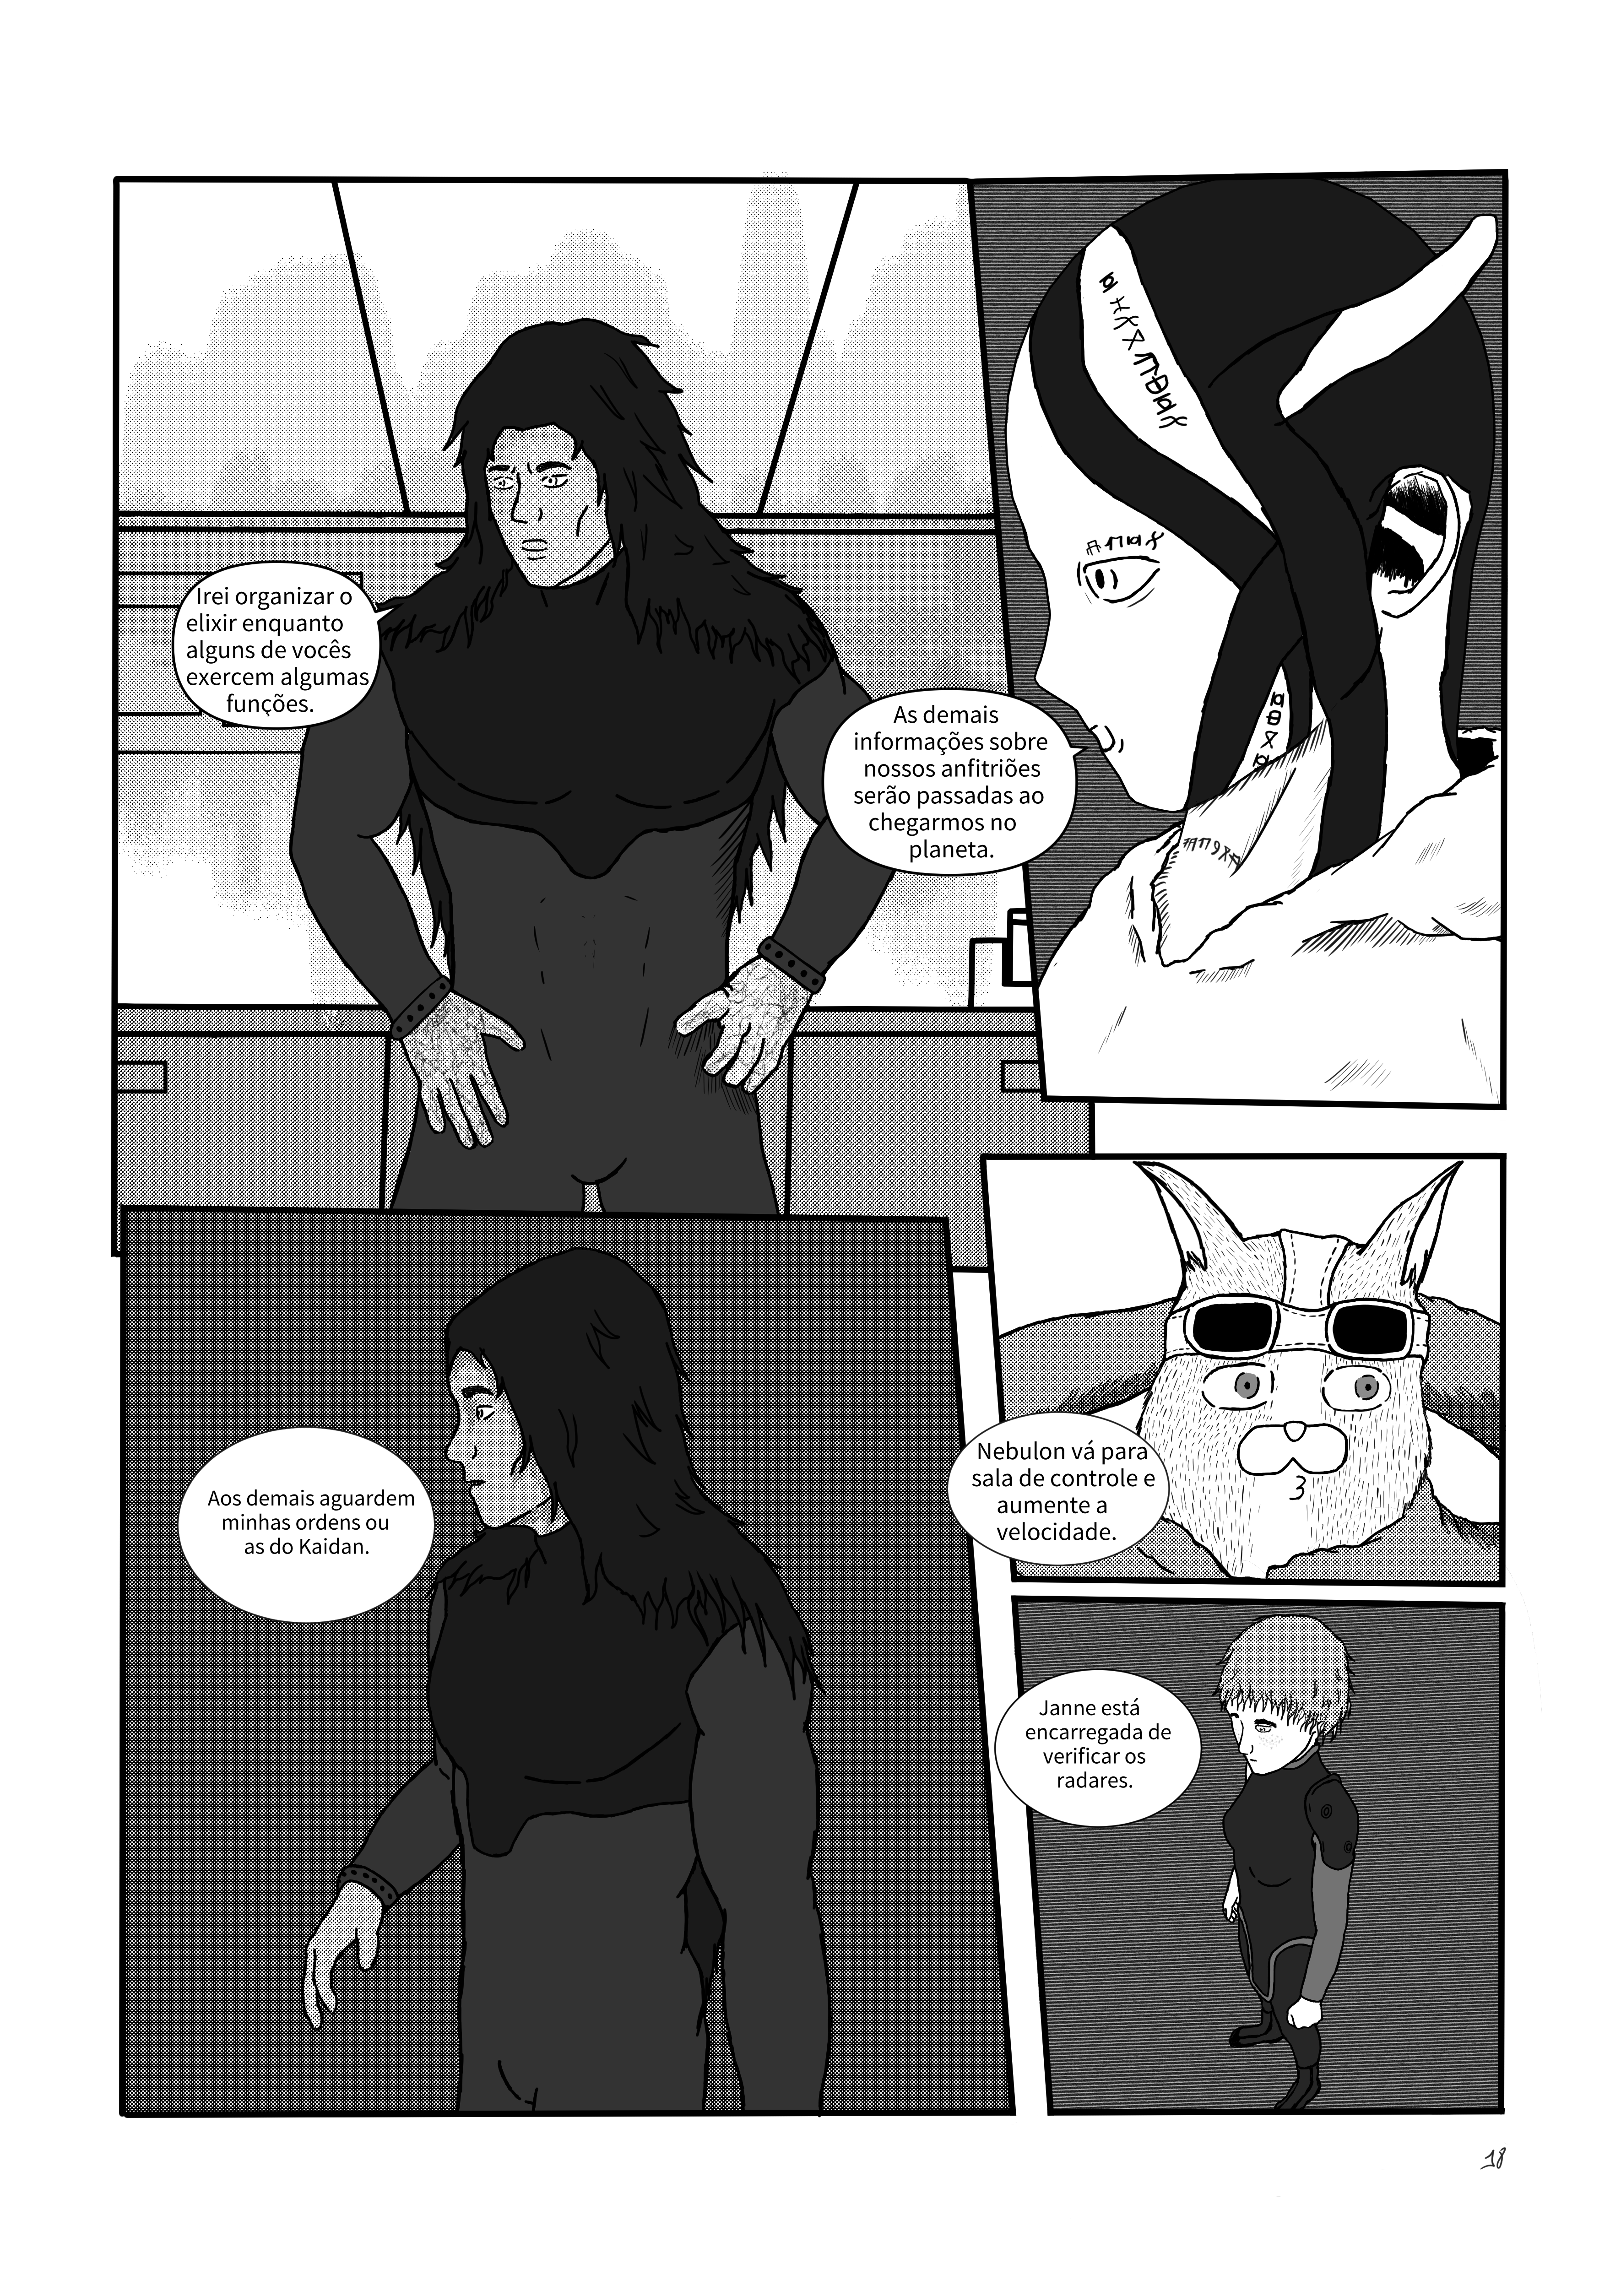 Irei organizar o
elixir enquanto
alguns de vocês
exercem algumas
funções.
As demais
informações sobre
nossos anfitriões
serão passadas ao
chegarmos no
planeta.
Nebulon vá para
sala de controle e
aumente a
velocidade.
Janne está
encarregada de
verificar os
radares.
Aos demais aguardem
minhas ordens ou
as do Kaidan.
18